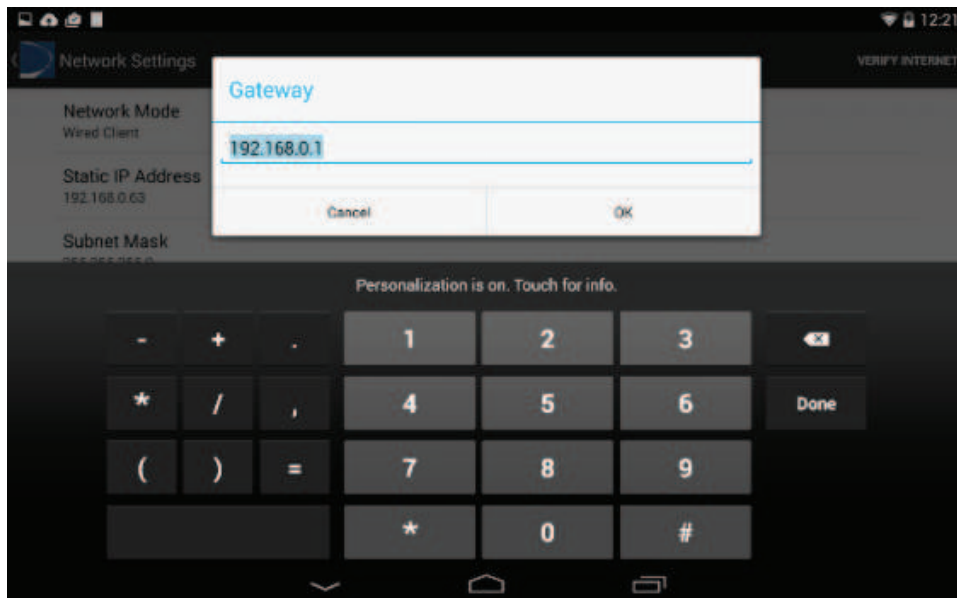 12:21
Network Settings
VERIFY INTERNET
Gateway
Network Mode
Wired Client
192.168.0.1
Static IP Address
192.168.0.63
Cancel
OK
Subnet Mask
Personalization is on. Touch for info.
- + . 1 2 3
* / , 4 5 6 Done
( ) = 7 8 9
* 0 #